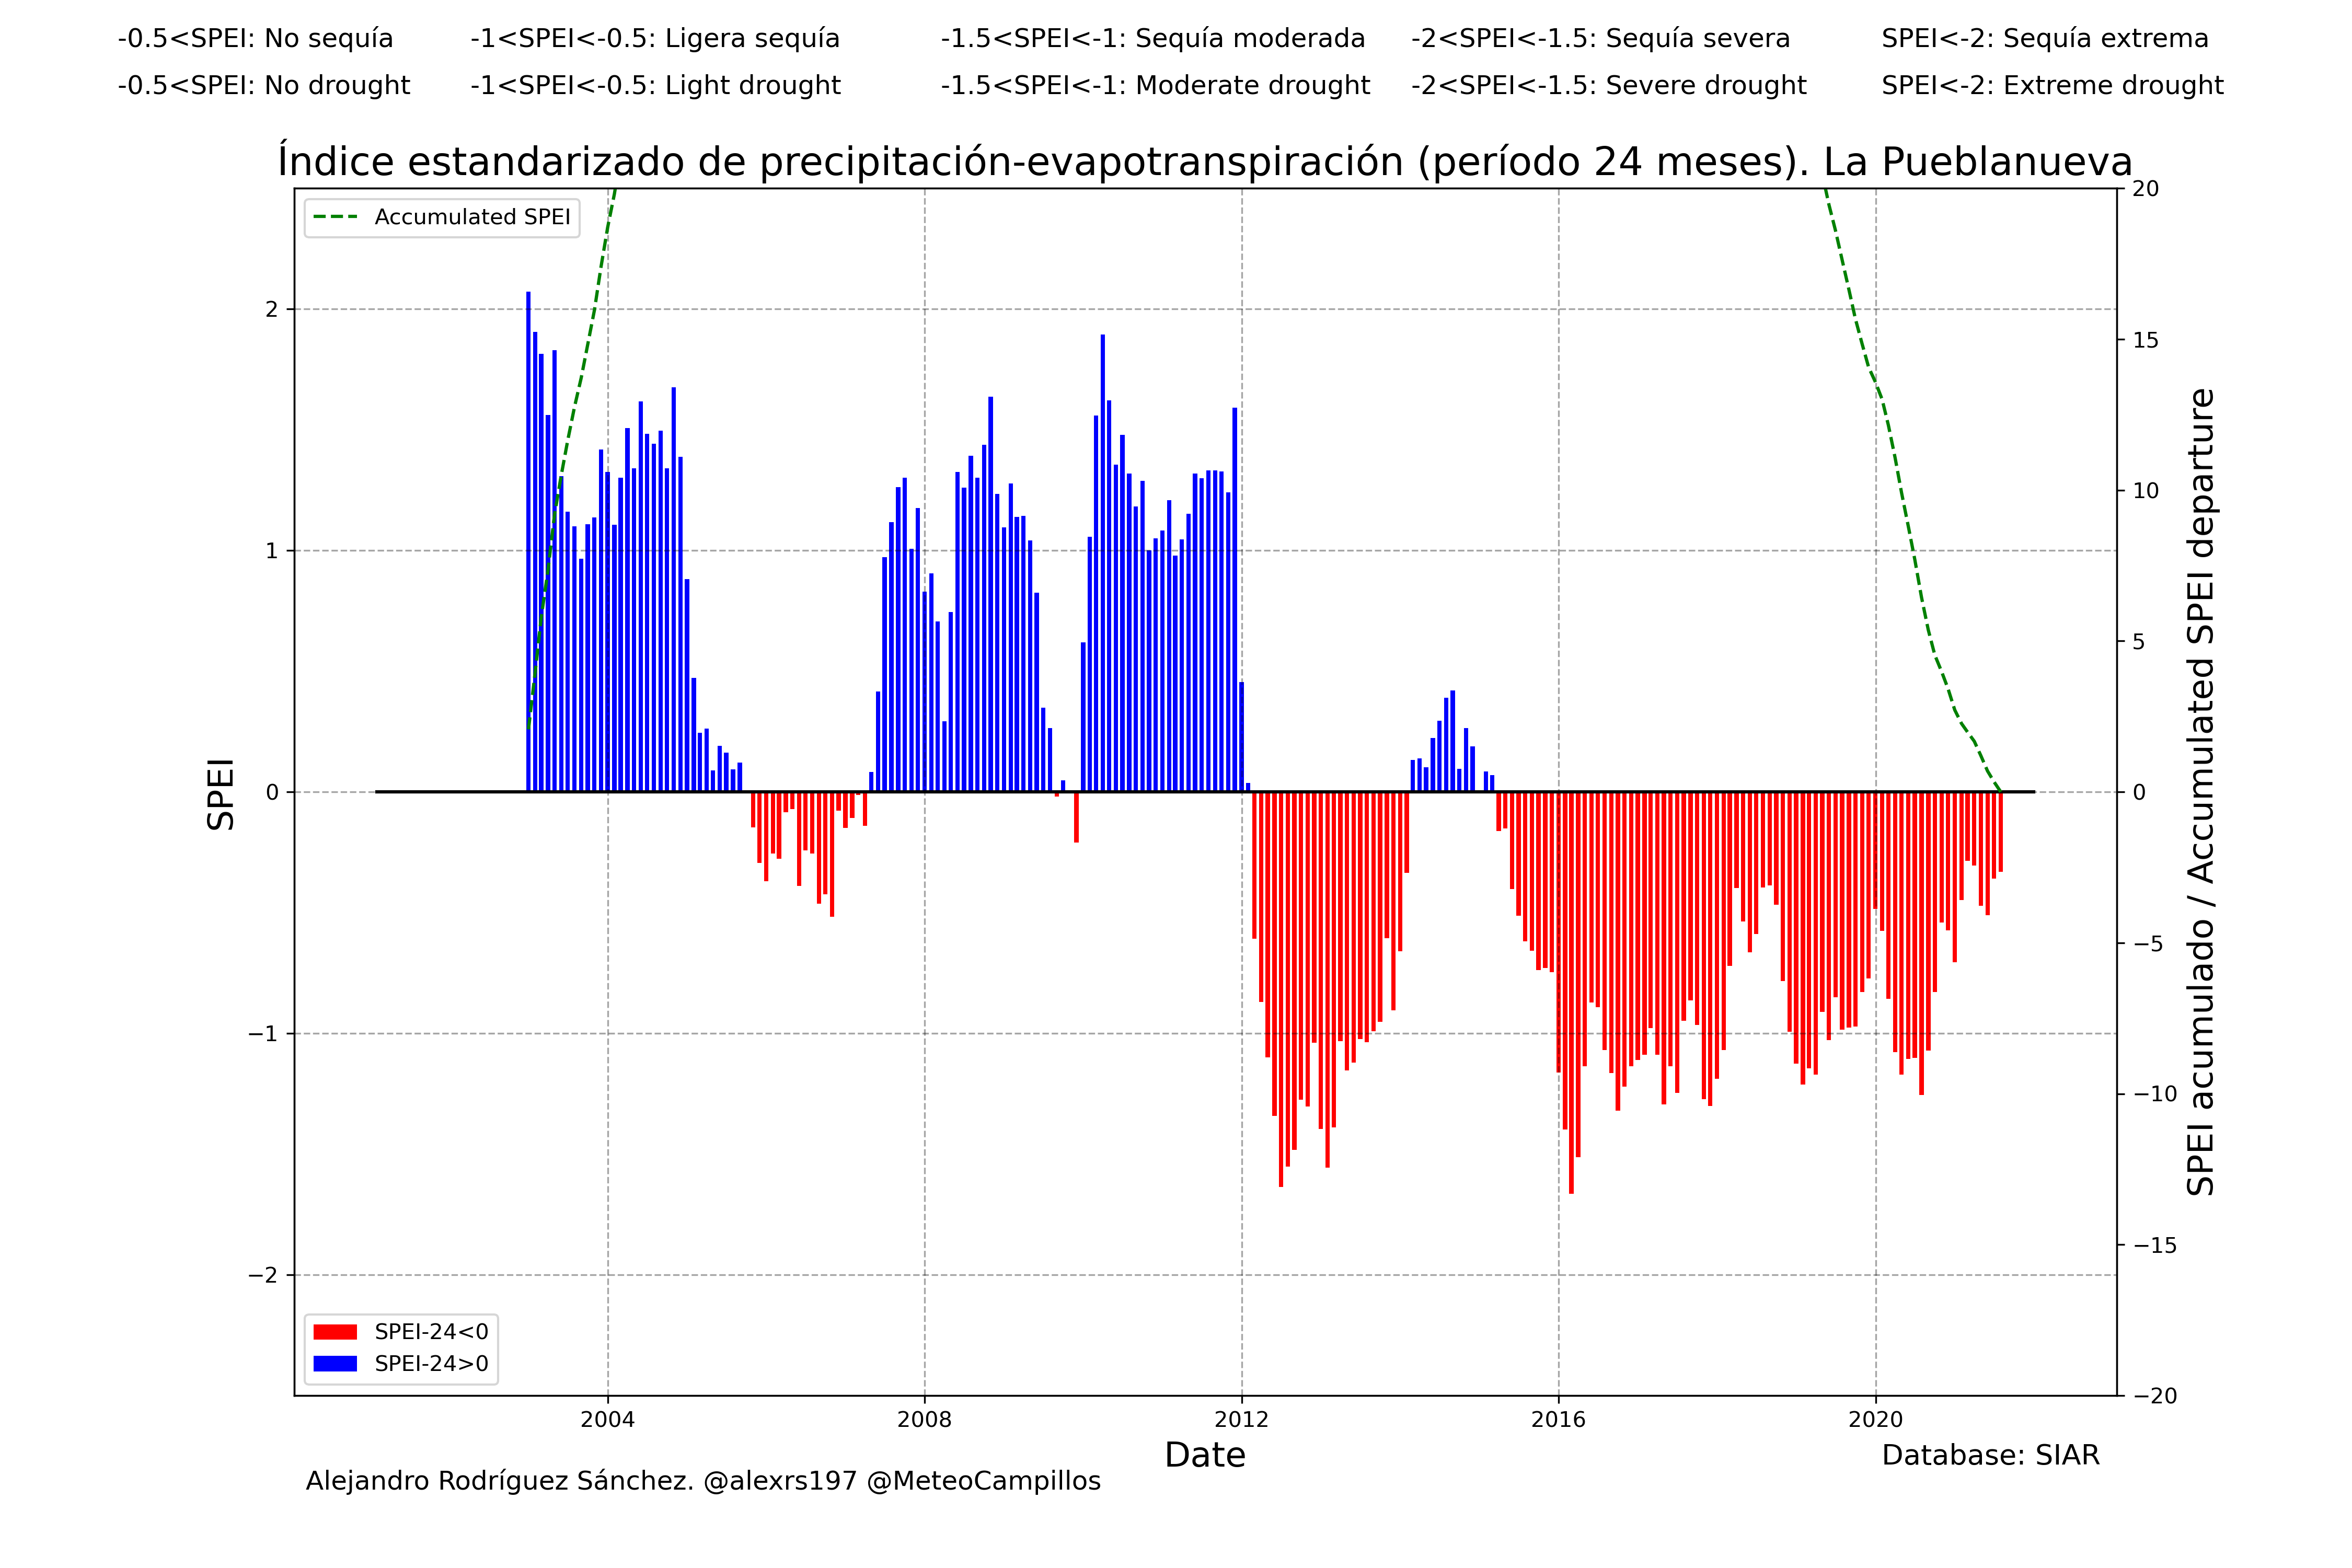 -0.5<SPEI: No sequía -1<SPEI<-0.5: Ligera sequía -1.5<SPEI<-1: Sequía moderada -2<SPEI<-1.5: Sequía severa SPEI<-2: Sequía extrema
-0.5<SPEI: No drought -1<SPEI<-0.5: Light drought -1.5<SPEI<-1: Moderate drought -2<SPEI<-1.5: Severe drought SPEI<-2: Extreme drought
Índice estandarizado de precipitación-evapotranspiración (período 24 meses). La Pueblanueva
Accumulated SPEI
2
1
0
−1
−2
SPEI
20
15
10
5
0
−5
−10
−15
−20
SPEI acumulado / Accumulated SPEI departure
SPEI-24<0
SPEI-24>0
2004 2008 2012 2016 2020
Date
Database: SIAR
Alejandro Rodríguez Sánchez. @alexrs197 @MeteoCampillos